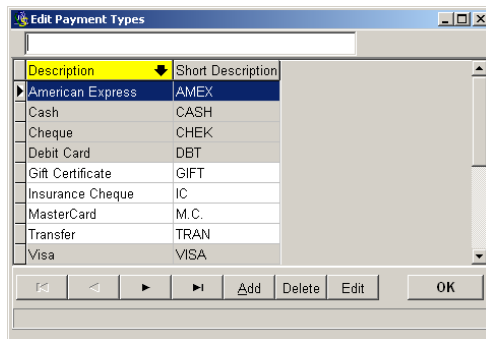 Edit Payment Types
Description Short Description
American Express AMEX
Cash CASH
Cheque CHEK
Debit Card DBT
Gift Certificate GIFT
Insurance Cheque IC
MasterCard M.C.
Transfer TRAN
Visa VISA
Add Delete Edit OK